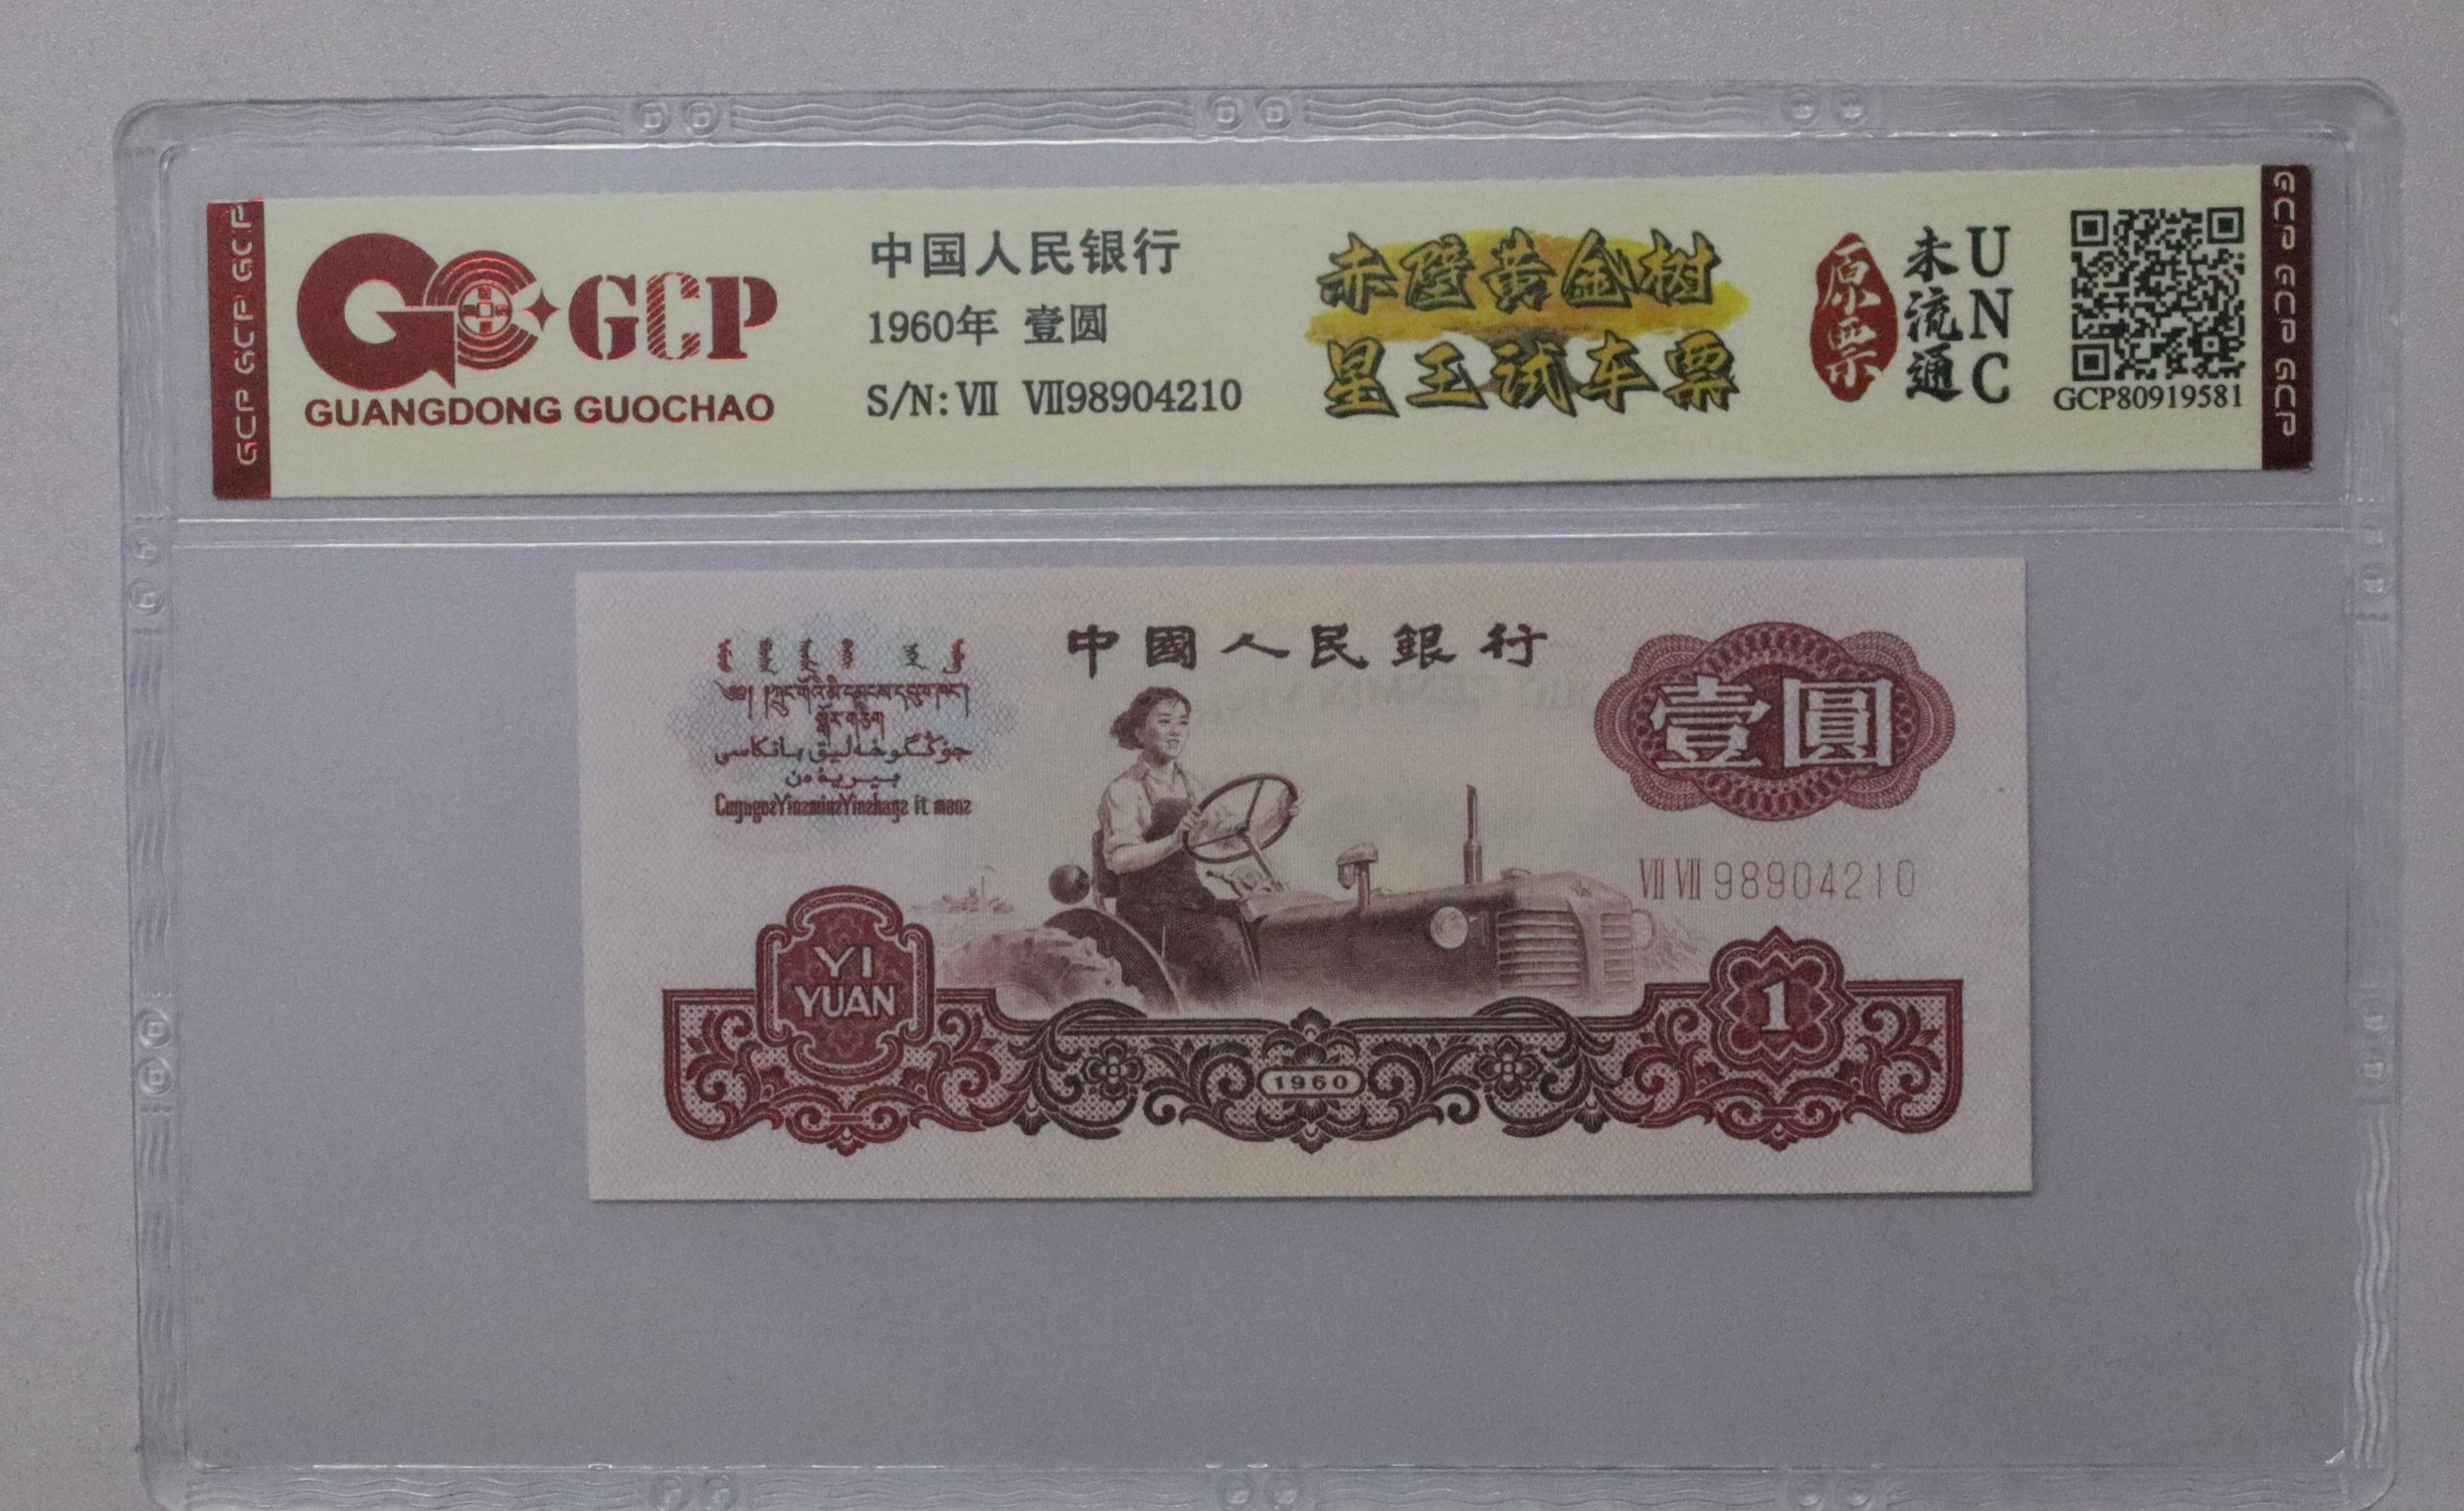 GCP GCP GCP
GCP
GUANGDONG GUOCHAO
中国人民银行
1960年 壹圆
S/N: Ⅶ Ⅶ98904210
赤壁黄金树
星王试车票
原票
未流通
UNC
GCP80919581
GCP GCP GCP
中國人民銀行
壹圓
ⅦⅦ98904210
YI
YUAN
1960
1